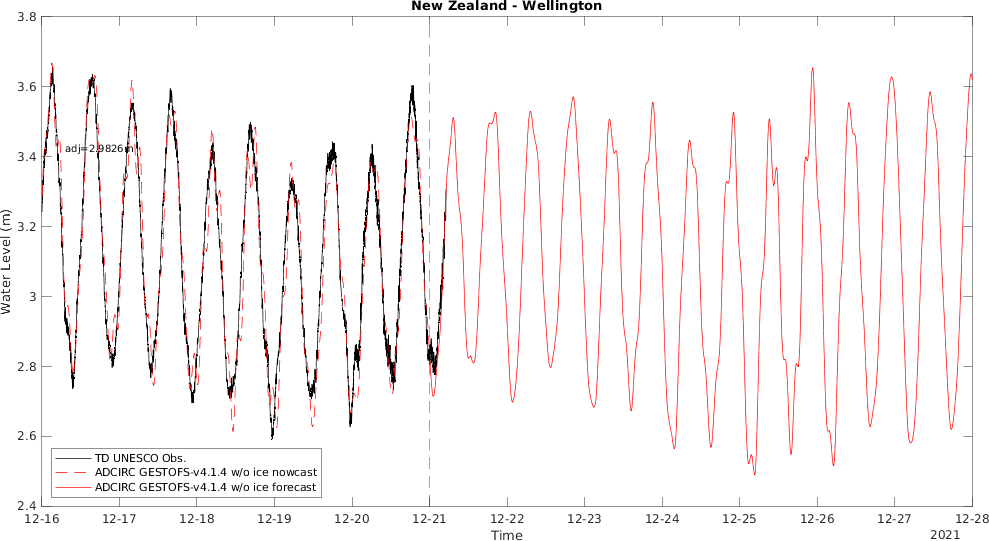 New Zealand - Wellington
3.8
3.6
3.4
3.2
3
2.8
2.6
2.4
Water Level (m)
adj=2.9826 m
TD UNESCO Obs.
ADCIRC GESTOFS-v4.1.4 w/o ice nowcast
ADCIRC GESTOFS-v4.1.4 w/o ice forecast
12-16 12-17 12-18 12-19 12-20 12-21 12-22 12-23 12-24 12-25 12-26 12-27 12-28
Time
2021